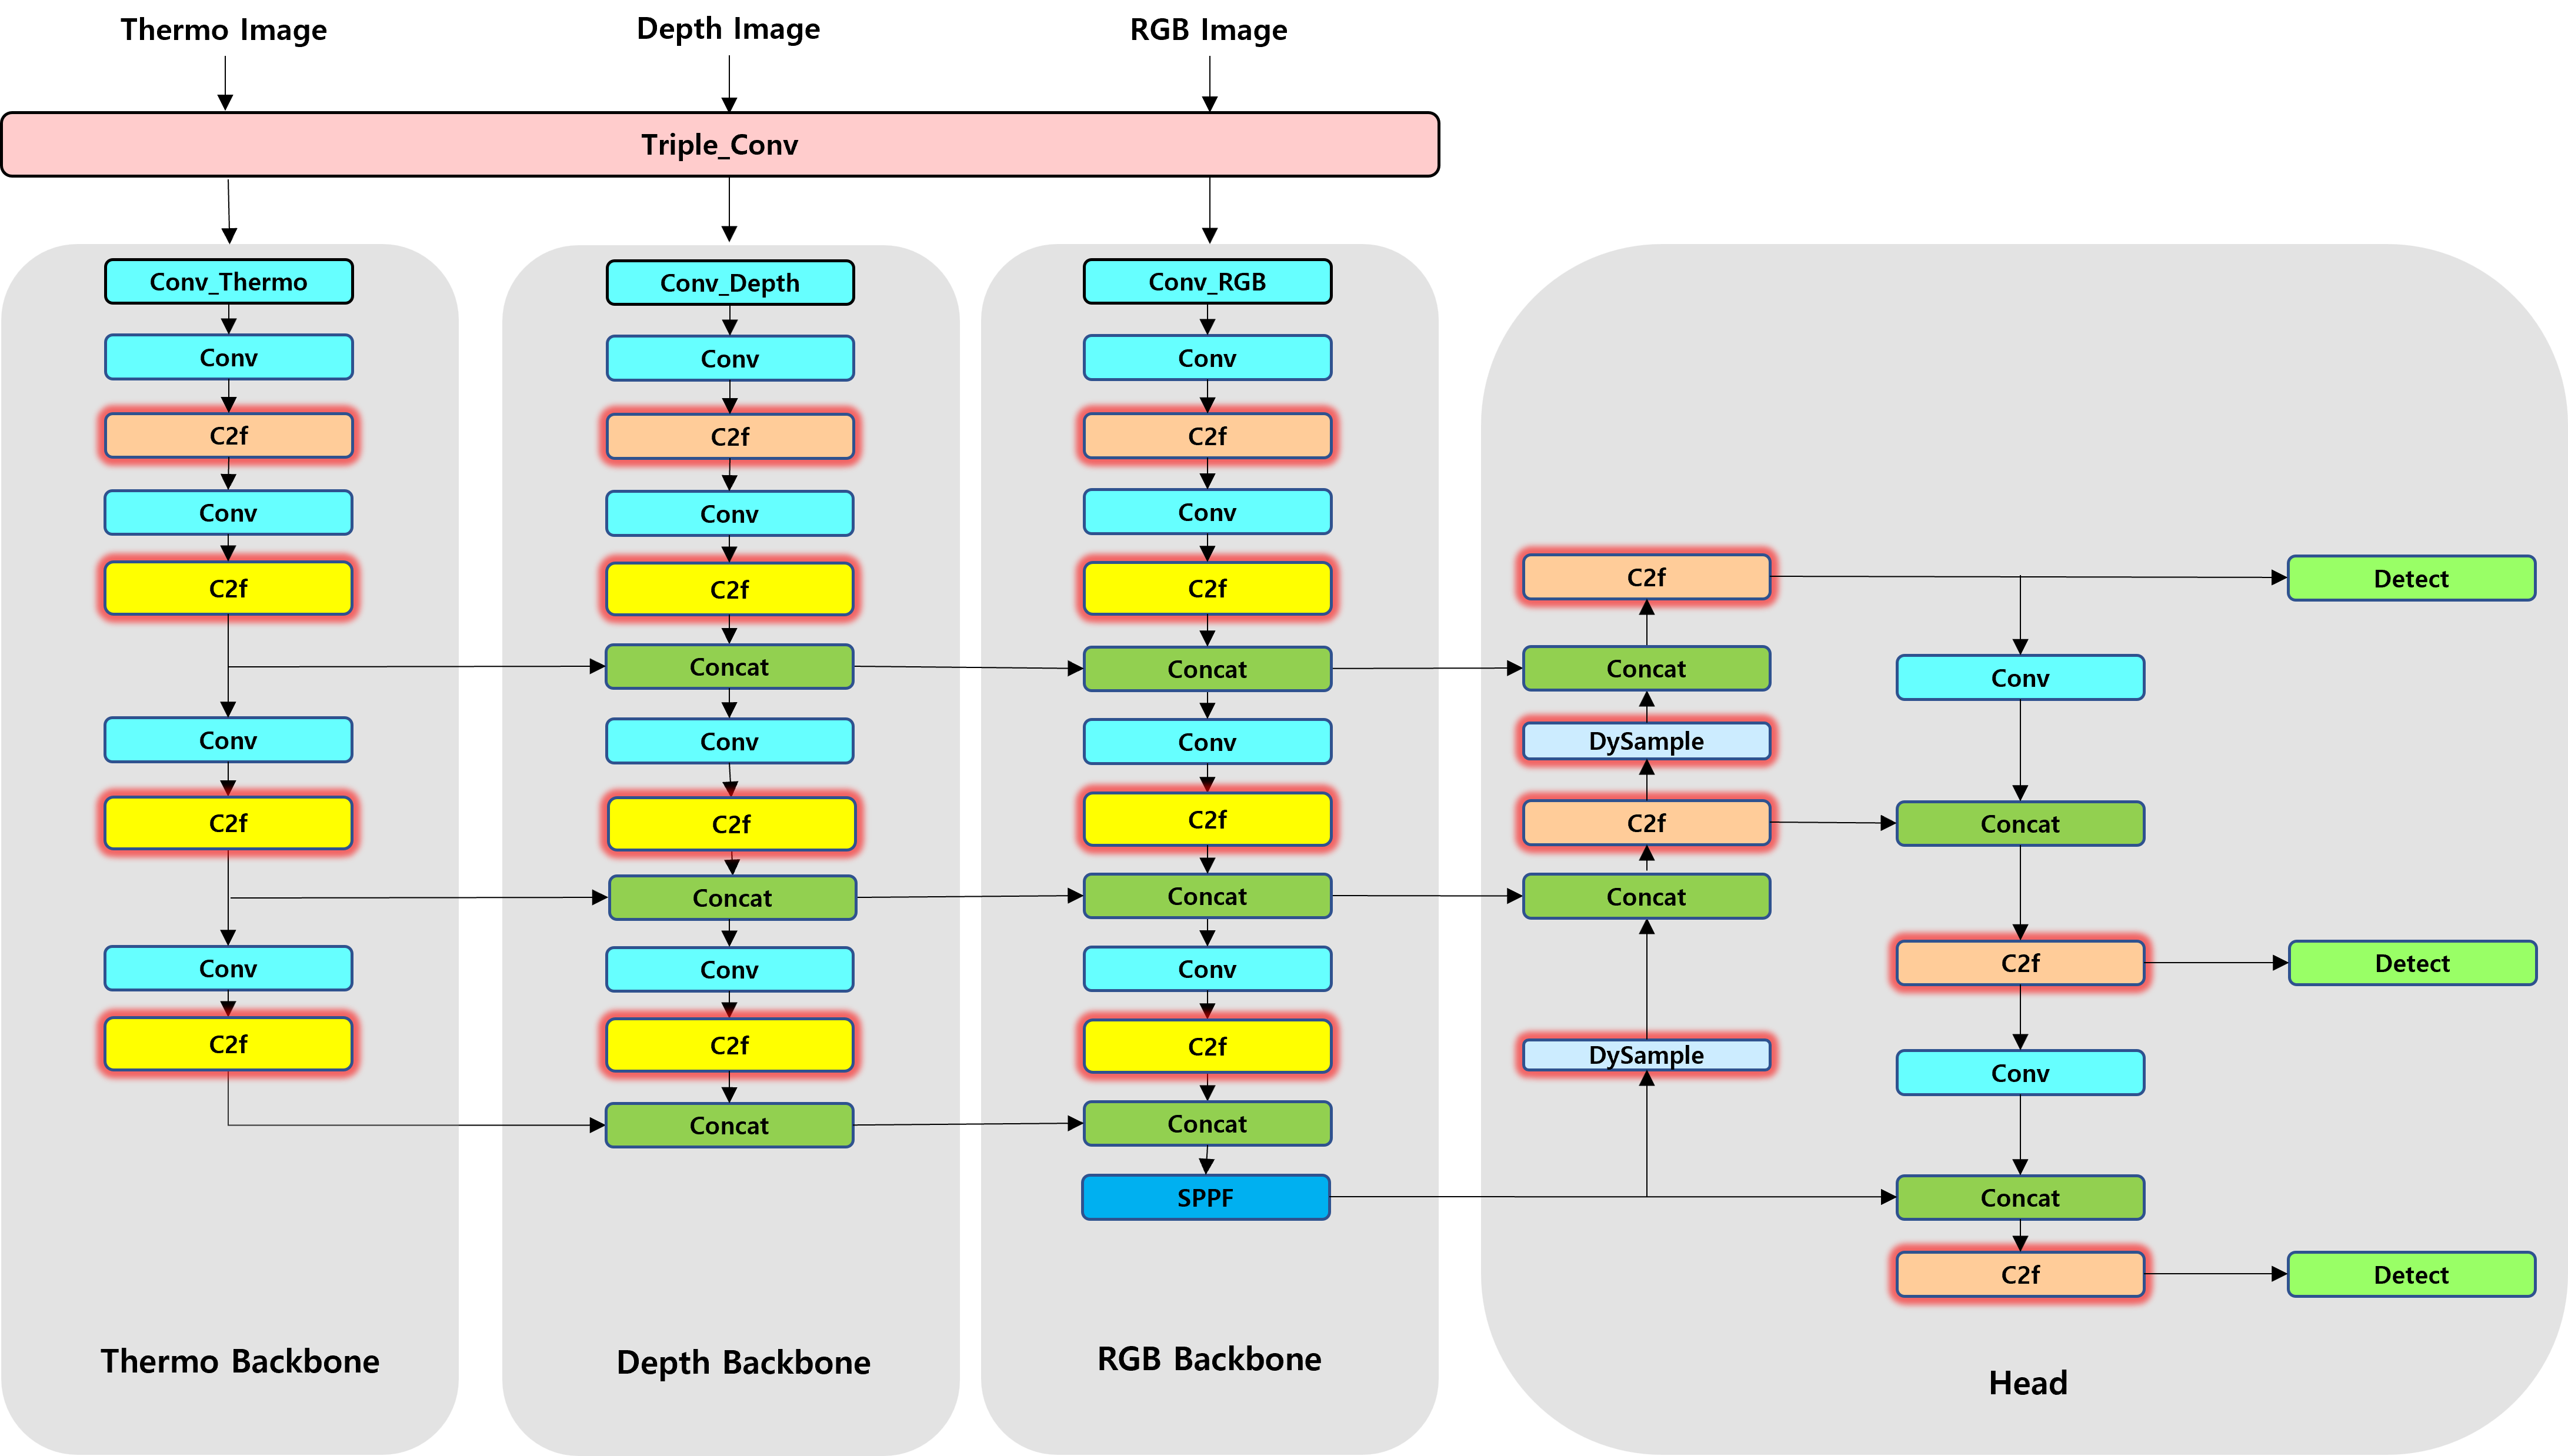 Thermo Image
Depth Image
RGB Image
Triple_Conv
Conv_Thermo
Conv
C2f
Conv
C2f
Conv
C2f
Conv
C2f
Thermo Backbone
Conv_Depth
Conv
C2f
Conv
C2f
Concat
Conv
C2f
Concat
Conv
C2f
Concat
Depth Backbone
Conv_RGB
Conv
C2f
Conv
C2f
Concat
Conv
C2f
Concat
Conv
C2f
Concat
SPPF
RGB Backbone
C2f
Concat
DySample
C2f
Concat
DySample
Conv
Concat
C2f
Conv
Concat
C2f
Detect
Detect
Detect
Head